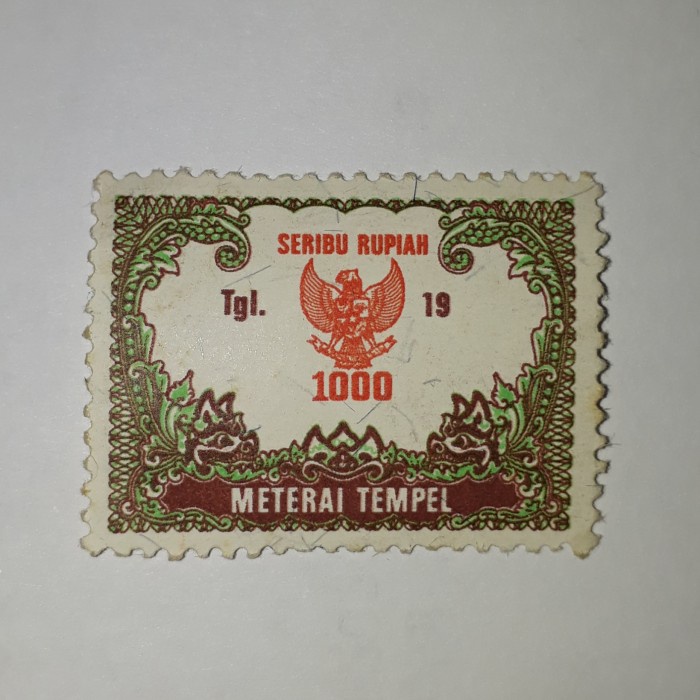 SERIBU RUPIAH
Tgl. 19
1000
METERAI TEMPEL